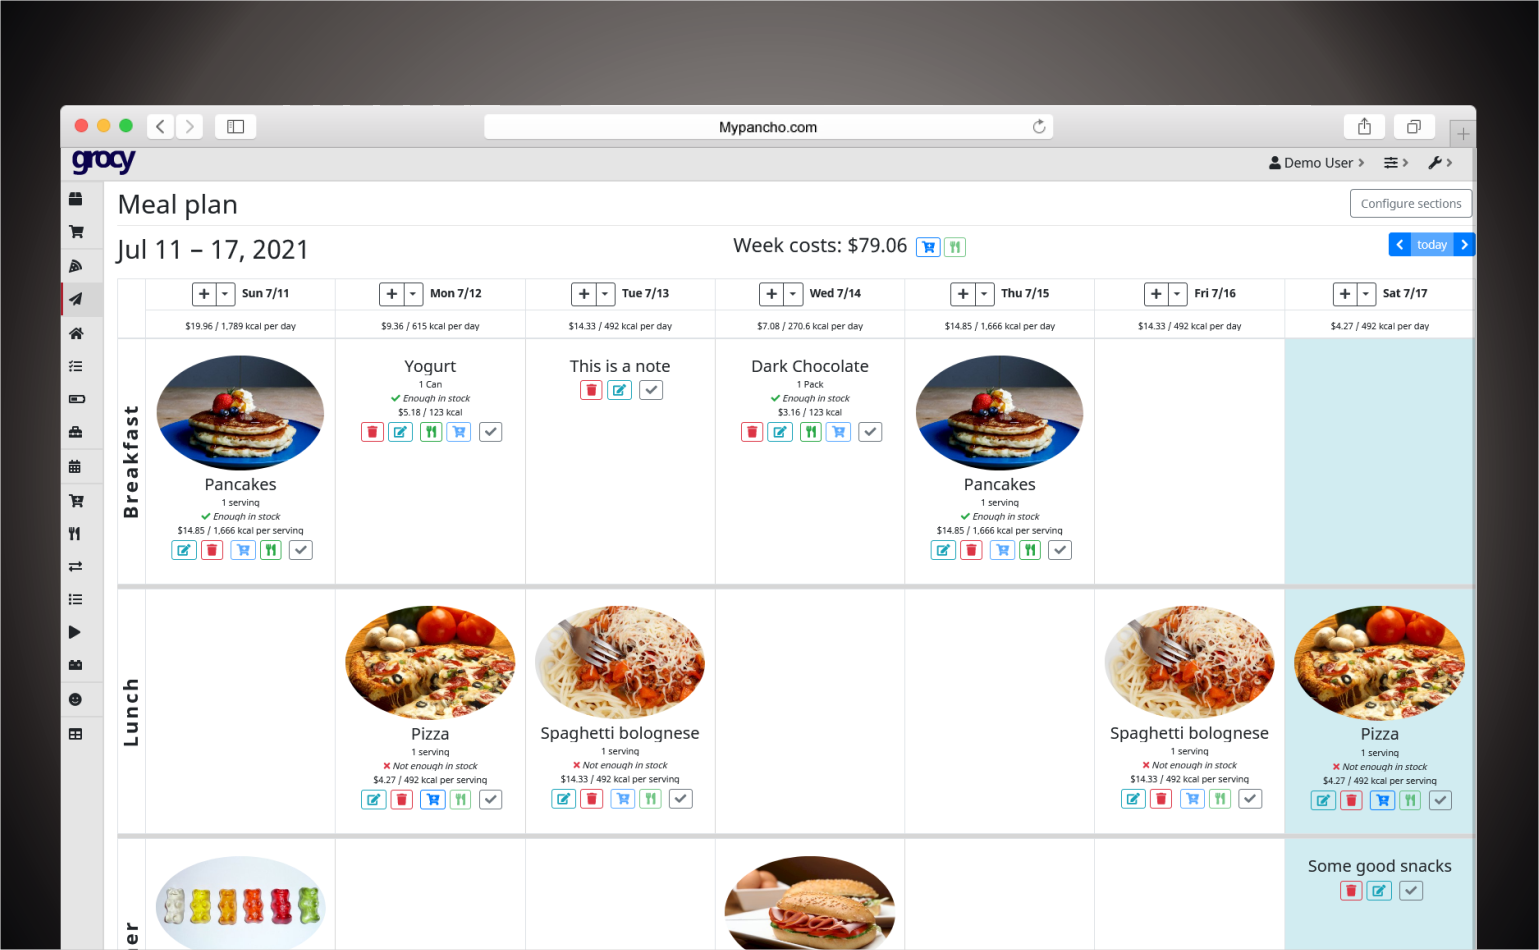 Mypancho.com
grocy
Demo User
Meal plan
Configure sections
Jul 11 – 17, 2021
Week costs: $79.06
today
Sun 7/11
Mon 7/12
Tue 7/13
Wed 7/14
Thu 7/15
Fri 7/16
Sat 7/17
$19.96 / 1,789 kcal per day
$9.36 / 615 kcal per day
$14.33 / 492 kcal per day
$7.08 / 270.6 kcal per day
$14.85 / 1,666 kcal per day
$14.33 / 492 kcal per day
$4.27 / 492 kcal per day
Breakfast
Pancakes
1 serving
Enough in stock
$14.85 / 1,666 kcal per serving
Yogurt
1 Can
Enough in stock
$5.18 / 123 kcal
This is a note
Dark Chocolate
1 Pack
Enough in stock
$3.16 / 123 kcal
Pancakes
1 serving
Enough in stock
$14.85 / 1,666 kcal per serving
Lunch
Pizza
1 serving
Not enough in stock
$4.27 / 492 kcal per serving
Spaghetti bolognese
1 serving
Not enough in stock
$14.33 / 492 kcal per serving
Spaghetti bolognese
1 serving
Not enough in stock
$14.33 / 492 kcal per serving
Pizza
1 serving
Not enough in stock
$4.27 / 492 kcal per serving
er
Some good snacks